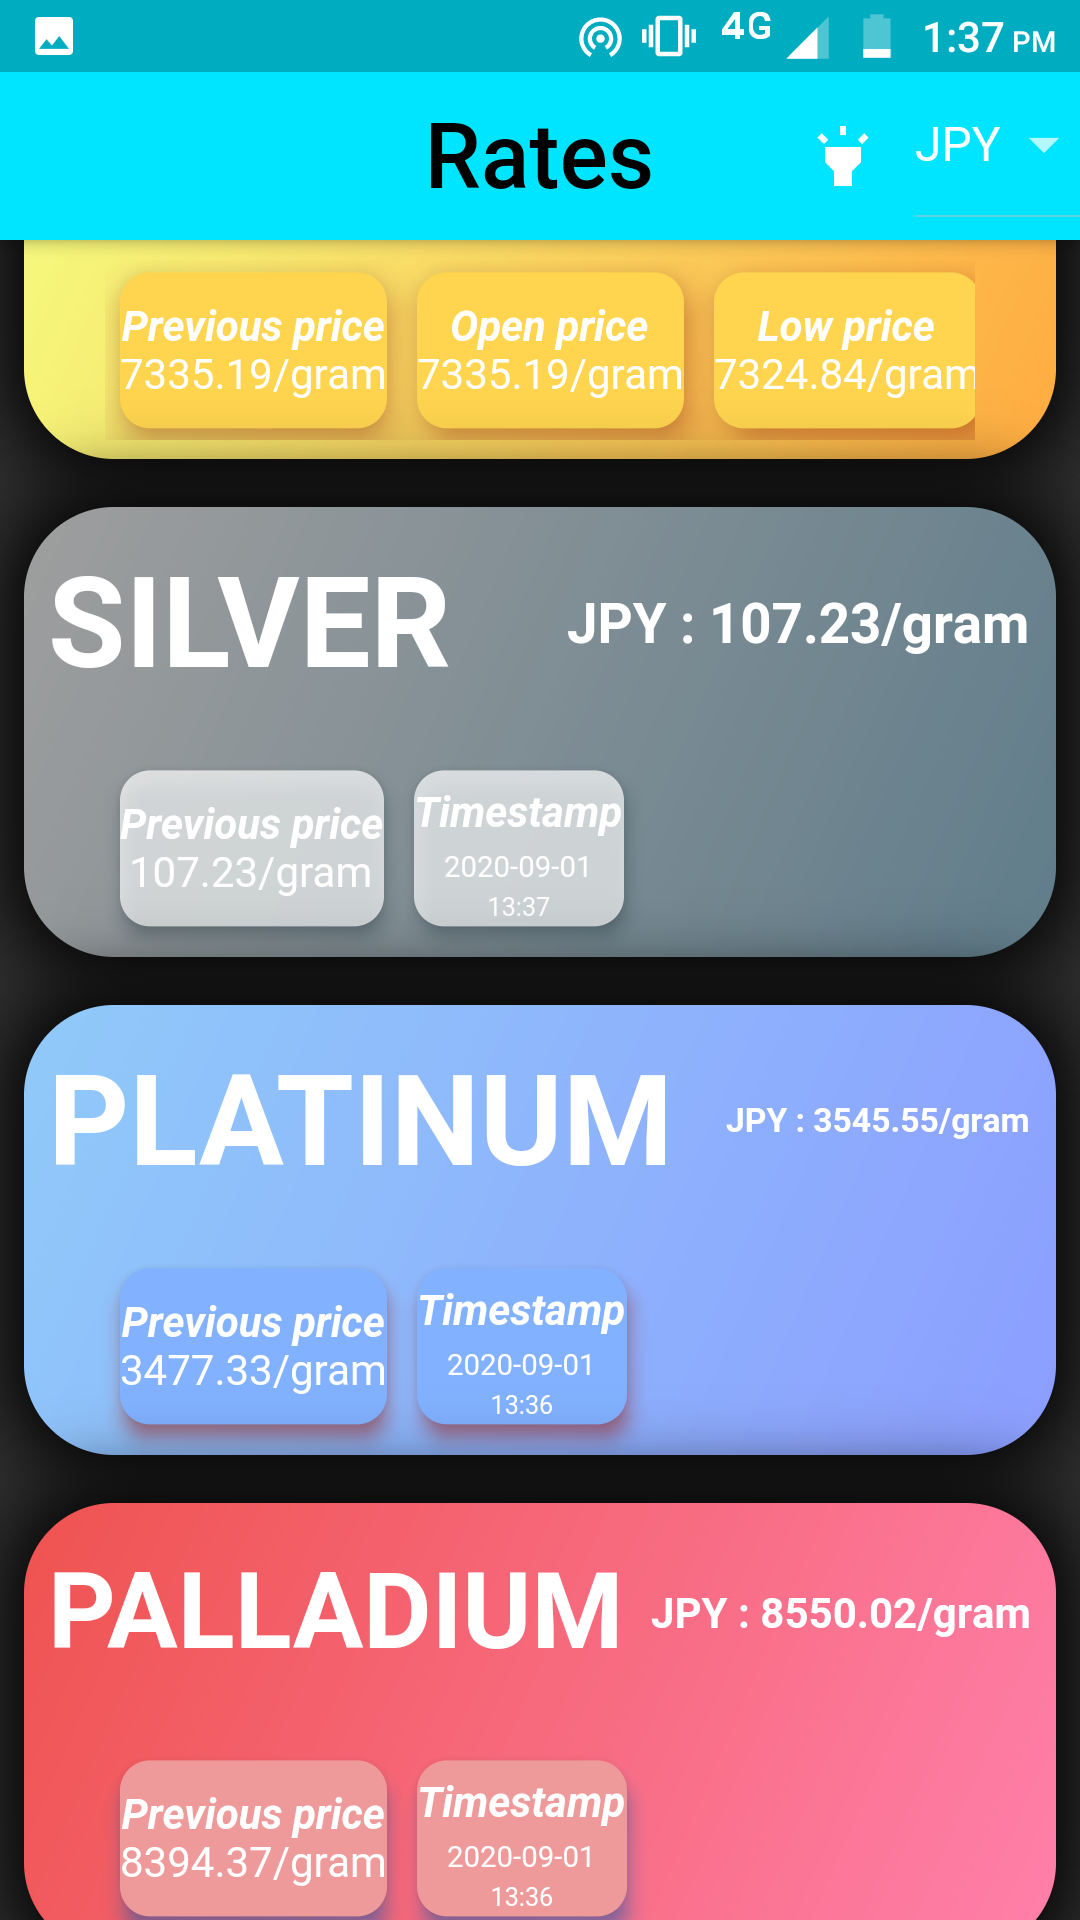 4G 1:37 PM
Rates
JPY
Previous price Open price Low price
7335.19/gram 7335.19/gram 7324.84/gram
SILVER JPY : 107.23/gram
Previous price Timestamp
107.23/gram 2020-09-01
13:37
PLATINUM JPY : 3545.55/gram
Previous price Timestamp
3477.33/gram 2020-09-01
13:36
PALLADIUM JPY : 8550.02/gram
Previous price Timestamp
8394.37/gram 2020-09-01
13:36